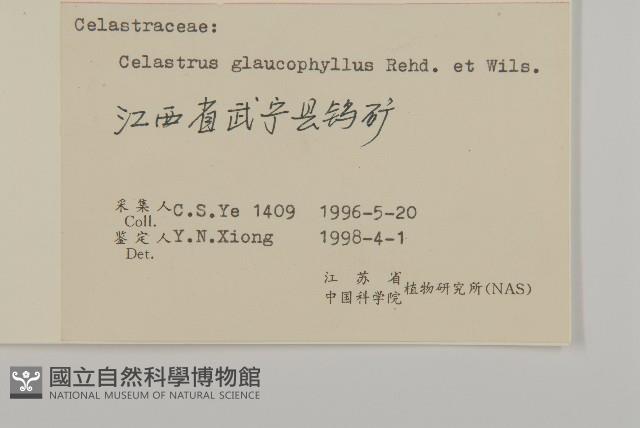 Celastraceae:
Celastrus glaucophyllus Rehd. et Wils.
江西省武宁县钨矿
采集人 C.S.Ye 1409 1996-5-20
Coll.
鉴定人 Y.N.Xiong 1998-4-1
Det.
江苏省
中国科学院 植物研究所(NAS)
國立自然科學博物館
NATIONAL MUSEUM OF NATURAL SCIENCE